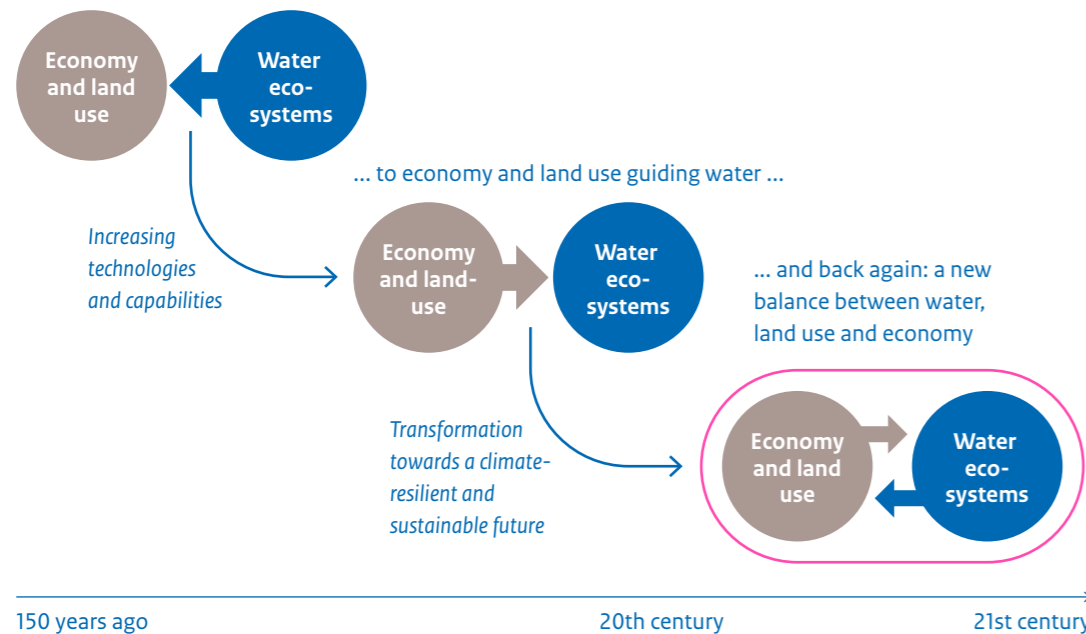 Economy
and land
use
Water
eco-
systems
Increasing
technologies
and capabilities
... to economy and land use guiding water ...
Economy
and land-
use
Water
eco-
systems
Transformation
towards a climate-
resilient and
sustainable future
... and back again: a new
balance between water,
land use and economy
Economy
and land
use
Water
eco-
systems
150 years ago
20th century
21st century